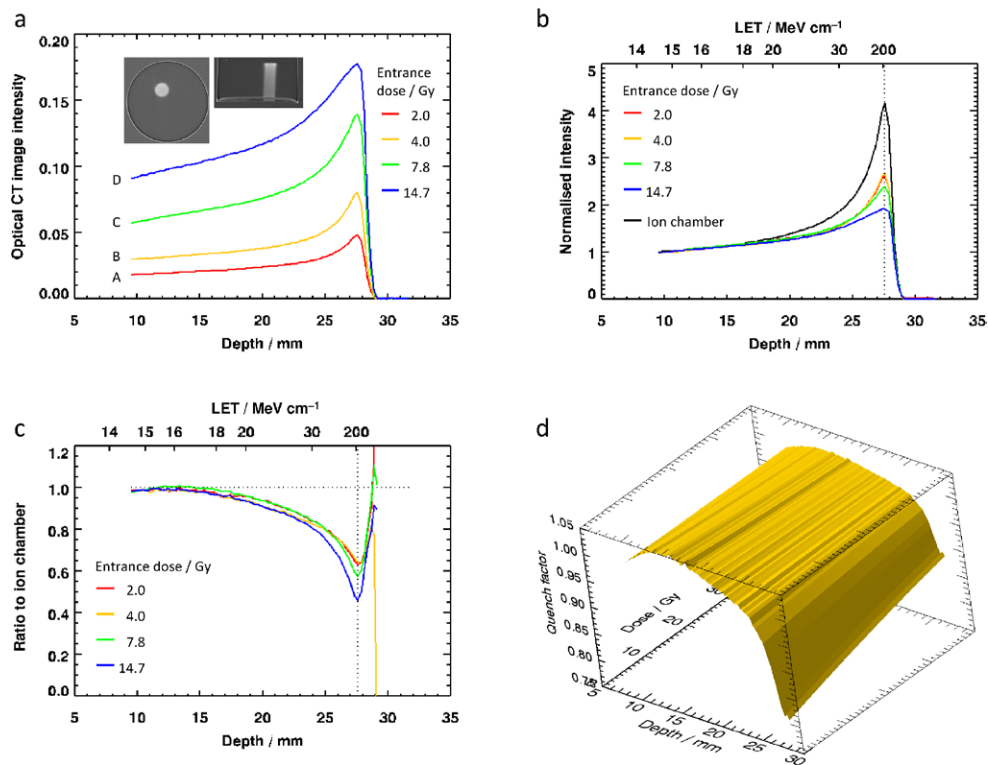 a
Optical CT image intensity
0.20
0.15
0.10
0.05
0.00
D
C
B
A
Entrance
dose / Gy
2.0
4.0
7.8
14.7
5 10 15 20 25 30 35
Depth / mm
b
LET / MeV cm⁻¹
14 16 18 20 30 200
Normalised intensity
5
4
3
2
1
0
Entrance dose / Gy
2.0
4.0
7.8
14.7
Ion chamber
5 10 15 20 25 30 35
Depth / mm
c
LET / MeV cm⁻¹
14 15 16 18 20 30 200
Ratio to ion chamber
1.2
1.0
0.8
0.6
0.4
0.2
0.0
Entrance dose / Gy
2.0
4.0
7.8
14.7
5 10 15 20 25 30 35
Depth / mm
d
Quench factor
1.05
1.00
0.95
0.90
0.85
0.80
Dose / Gy
10
20
30
5 10 15 20 25 30
Depth / mm